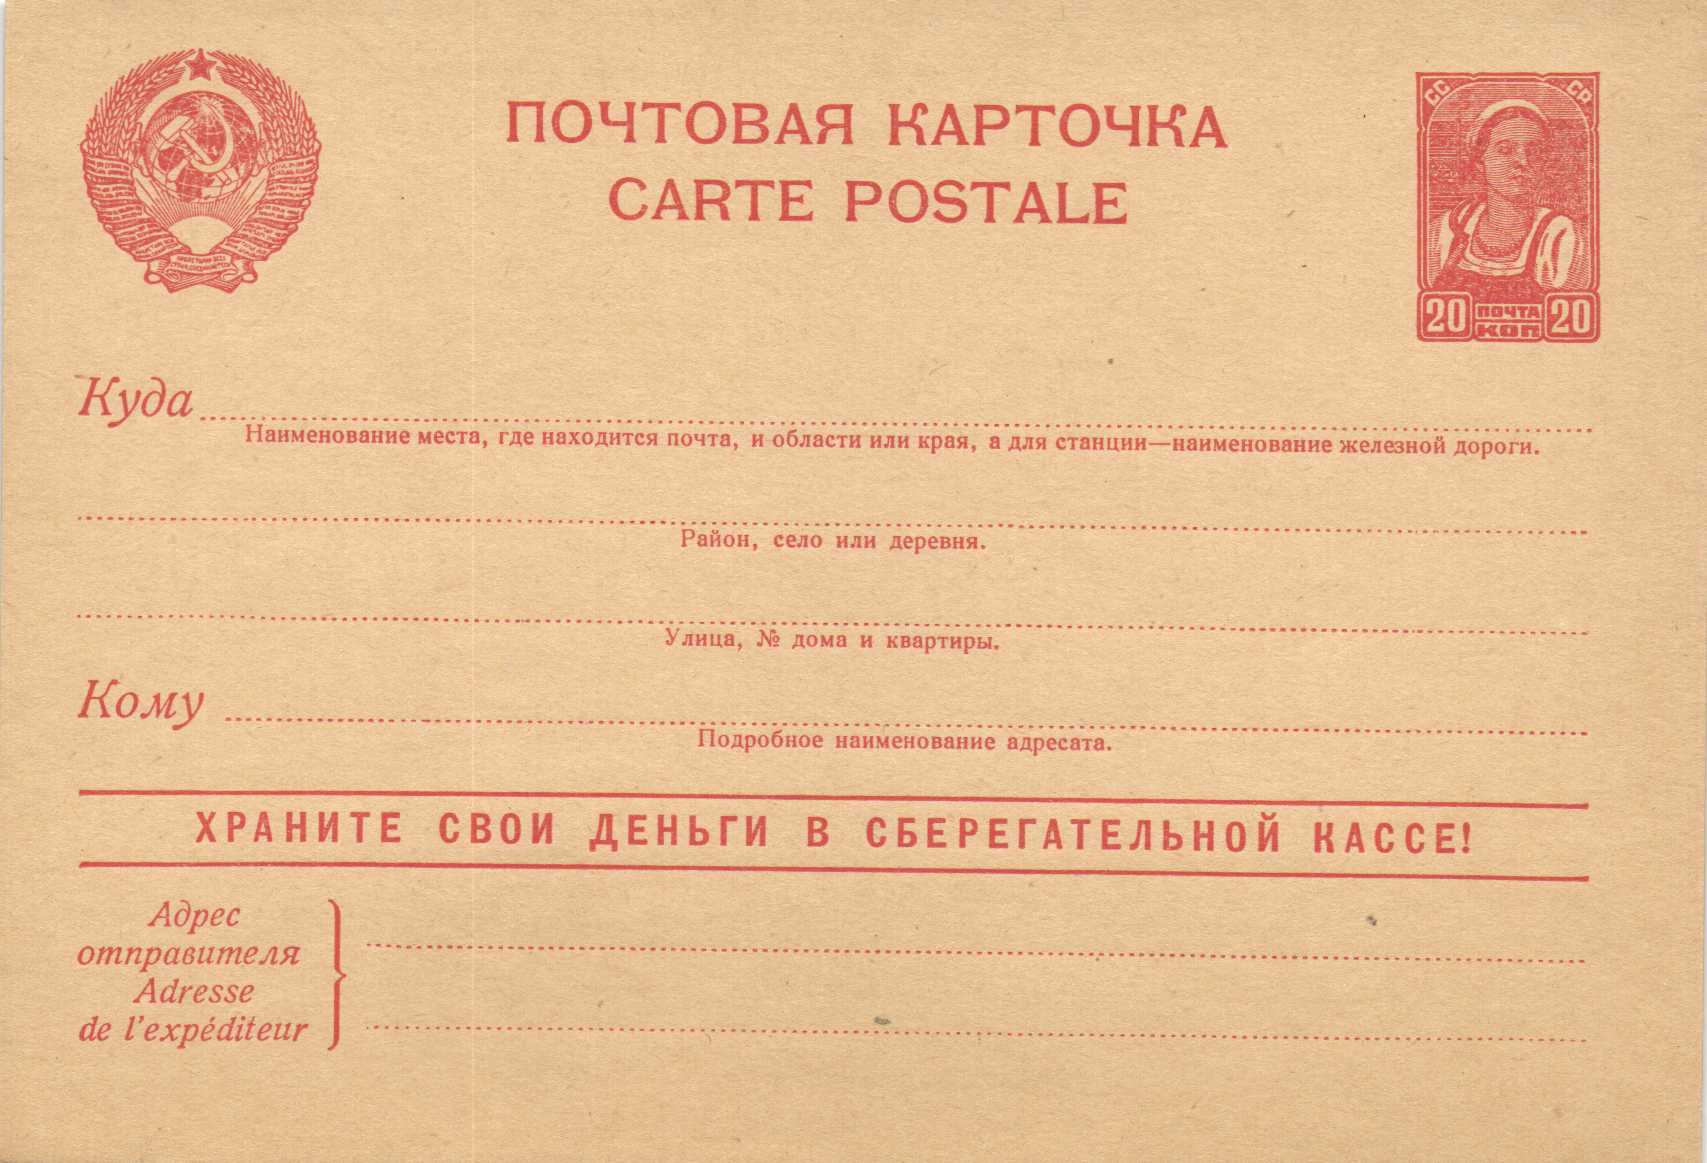 ПОЧТОВАЯ КАРТОЧКА
CARTE POSTALE
СС СР
20 ПОЧТА КОП 20
Куда
Наименование места, где находится почта, и области или края, а для станции—наименование железной дороги.
Район, село или деревня.
Улица, № дома и квартиры.
Кому
Подробное наименование адресата.
ХРАНИТЕ СВОИ ДЕНЬГИ В СБЕРЕГАТЕЛЬНОЙ КАССЕ!
Адрес
отправителя
Adresse
de l'expéditeur